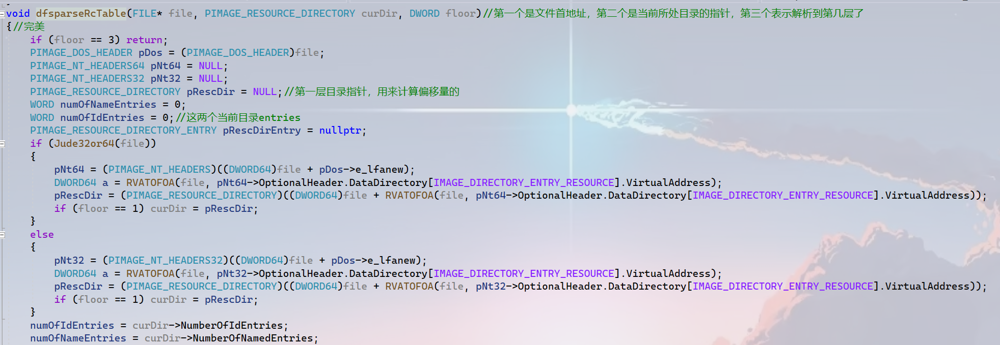 void dfsparseRcTable(FILE* file, PIMAGE_RESOURCE_DIRECTORY curDir, DWORD floor)//第一个是文件首地址，第二个是当前所处目录的指针，第三个表示解析到第几层了
{//完美
    if (floor == 3) return;
    PIMAGE_DOS_HEADER pDos = (PIMAGE_DOS_HEADER)file;
    PIMAGE_NT_HEADERS64 pNt64 = NULL;
    PIMAGE_NT_HEADERS32 pNt32 = NULL;
    PIMAGE_RESOURCE_DIRECTORY pRescDir = NULL;//第一层目录指针，用来计算偏移量的
    WORD numOfNameEntries = 0;
    WORD numOfIdEntries = 0;//这两个当前目录entries
    PIMAGE_RESOURCE_DIRECTORY_ENTRY pRescDirEntry = nullptr;
    if (Jude32or64(file))
    {
        pNt64 = (PIMAGE_NT_HEADERS)((DWORD64)file + pDos->e_lfanew);
        DWORD64 a = RVATOFOA(file, pNt64->OptionalHeader.DataDirectory[IMAGE_DIRECTORY_ENTRY_RESOURCE].VirtualAddress);
        pRescDir = (PIMAGE_RESOURCE_DIRECTORY)((DWORD64)file + RVATOFOA(file, pNt64->OptionalHeader.DataDirectory[IMAGE_DIRECTORY_ENTRY_RESOURCE].VirtualAddress));
        if (floor == 1) curDir = pRescDir;
    }
    else
    {
        pNt32 = (PIMAGE_NT_HEADERS32)((DWORD64)file + pDos->e_lfanew);
        DWORD64 a = RVATOFOA(file, pNt32->OptionalHeader.DataDirectory[IMAGE_DIRECTORY_ENTRY_RESOURCE].VirtualAddress);
        pRescDir = (PIMAGE_RESOURCE_DIRECTORY)((DWORD64)file + RVATOFOA(file, pNt32->OptionalHeader.DataDirectory[IMAGE_DIRECTORY_ENTRY_RESOURCE].VirtualAddress));
        if (floor == 1) curDir = pRescDir;
    }
    numOfIdEntries = curDir->NumberOfIdEntries;
    numOfNameEntries = curDir->NumberOfNamedEntries;